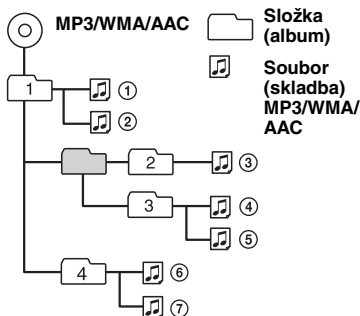 MP3/WMA/AAC
Složka
(album)
Soubor
(skladba)
MP3/WMA/
AAC
1
①
②
2
③
3
④
⑤
4
⑥
⑦